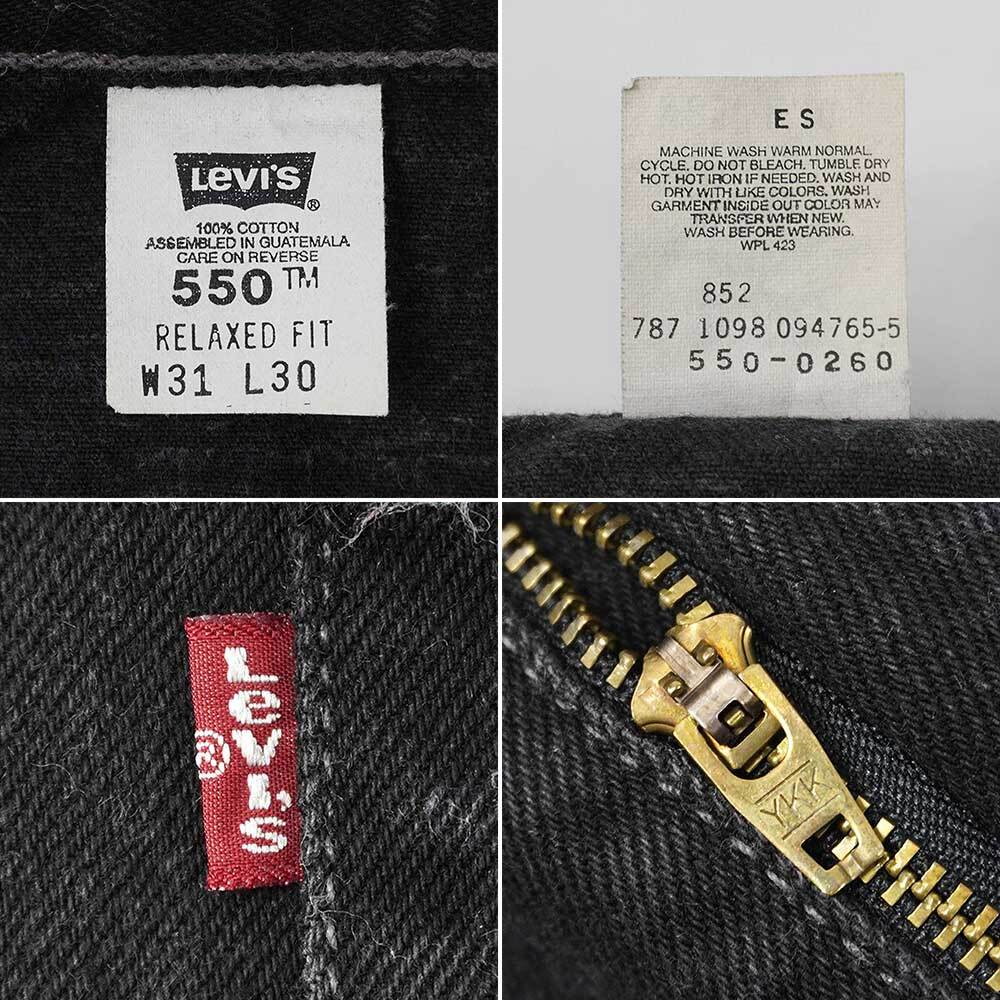 Levi's®
100% COTTON
ASSEMBLED IN GUATEMALA
CARE ON REVERSE
550™
RELAXED FIT
W31 L30
ES
MACHINE WASH WARM NORMAL
CYCLE. DO NOT BLEACH. TUMBLE DRY
HOT. HOT IRON IF NEEDED. WASH AND
DRY WITH LIKE COLORS. WASH
GARMENT INSIDE OUT COLOR MAY
TRANSFER WHEN NEW.
WASH BEFORE WEARING.
WPL 423
852
787 1098 094765-5
550-0260
Levi's
®
YKK